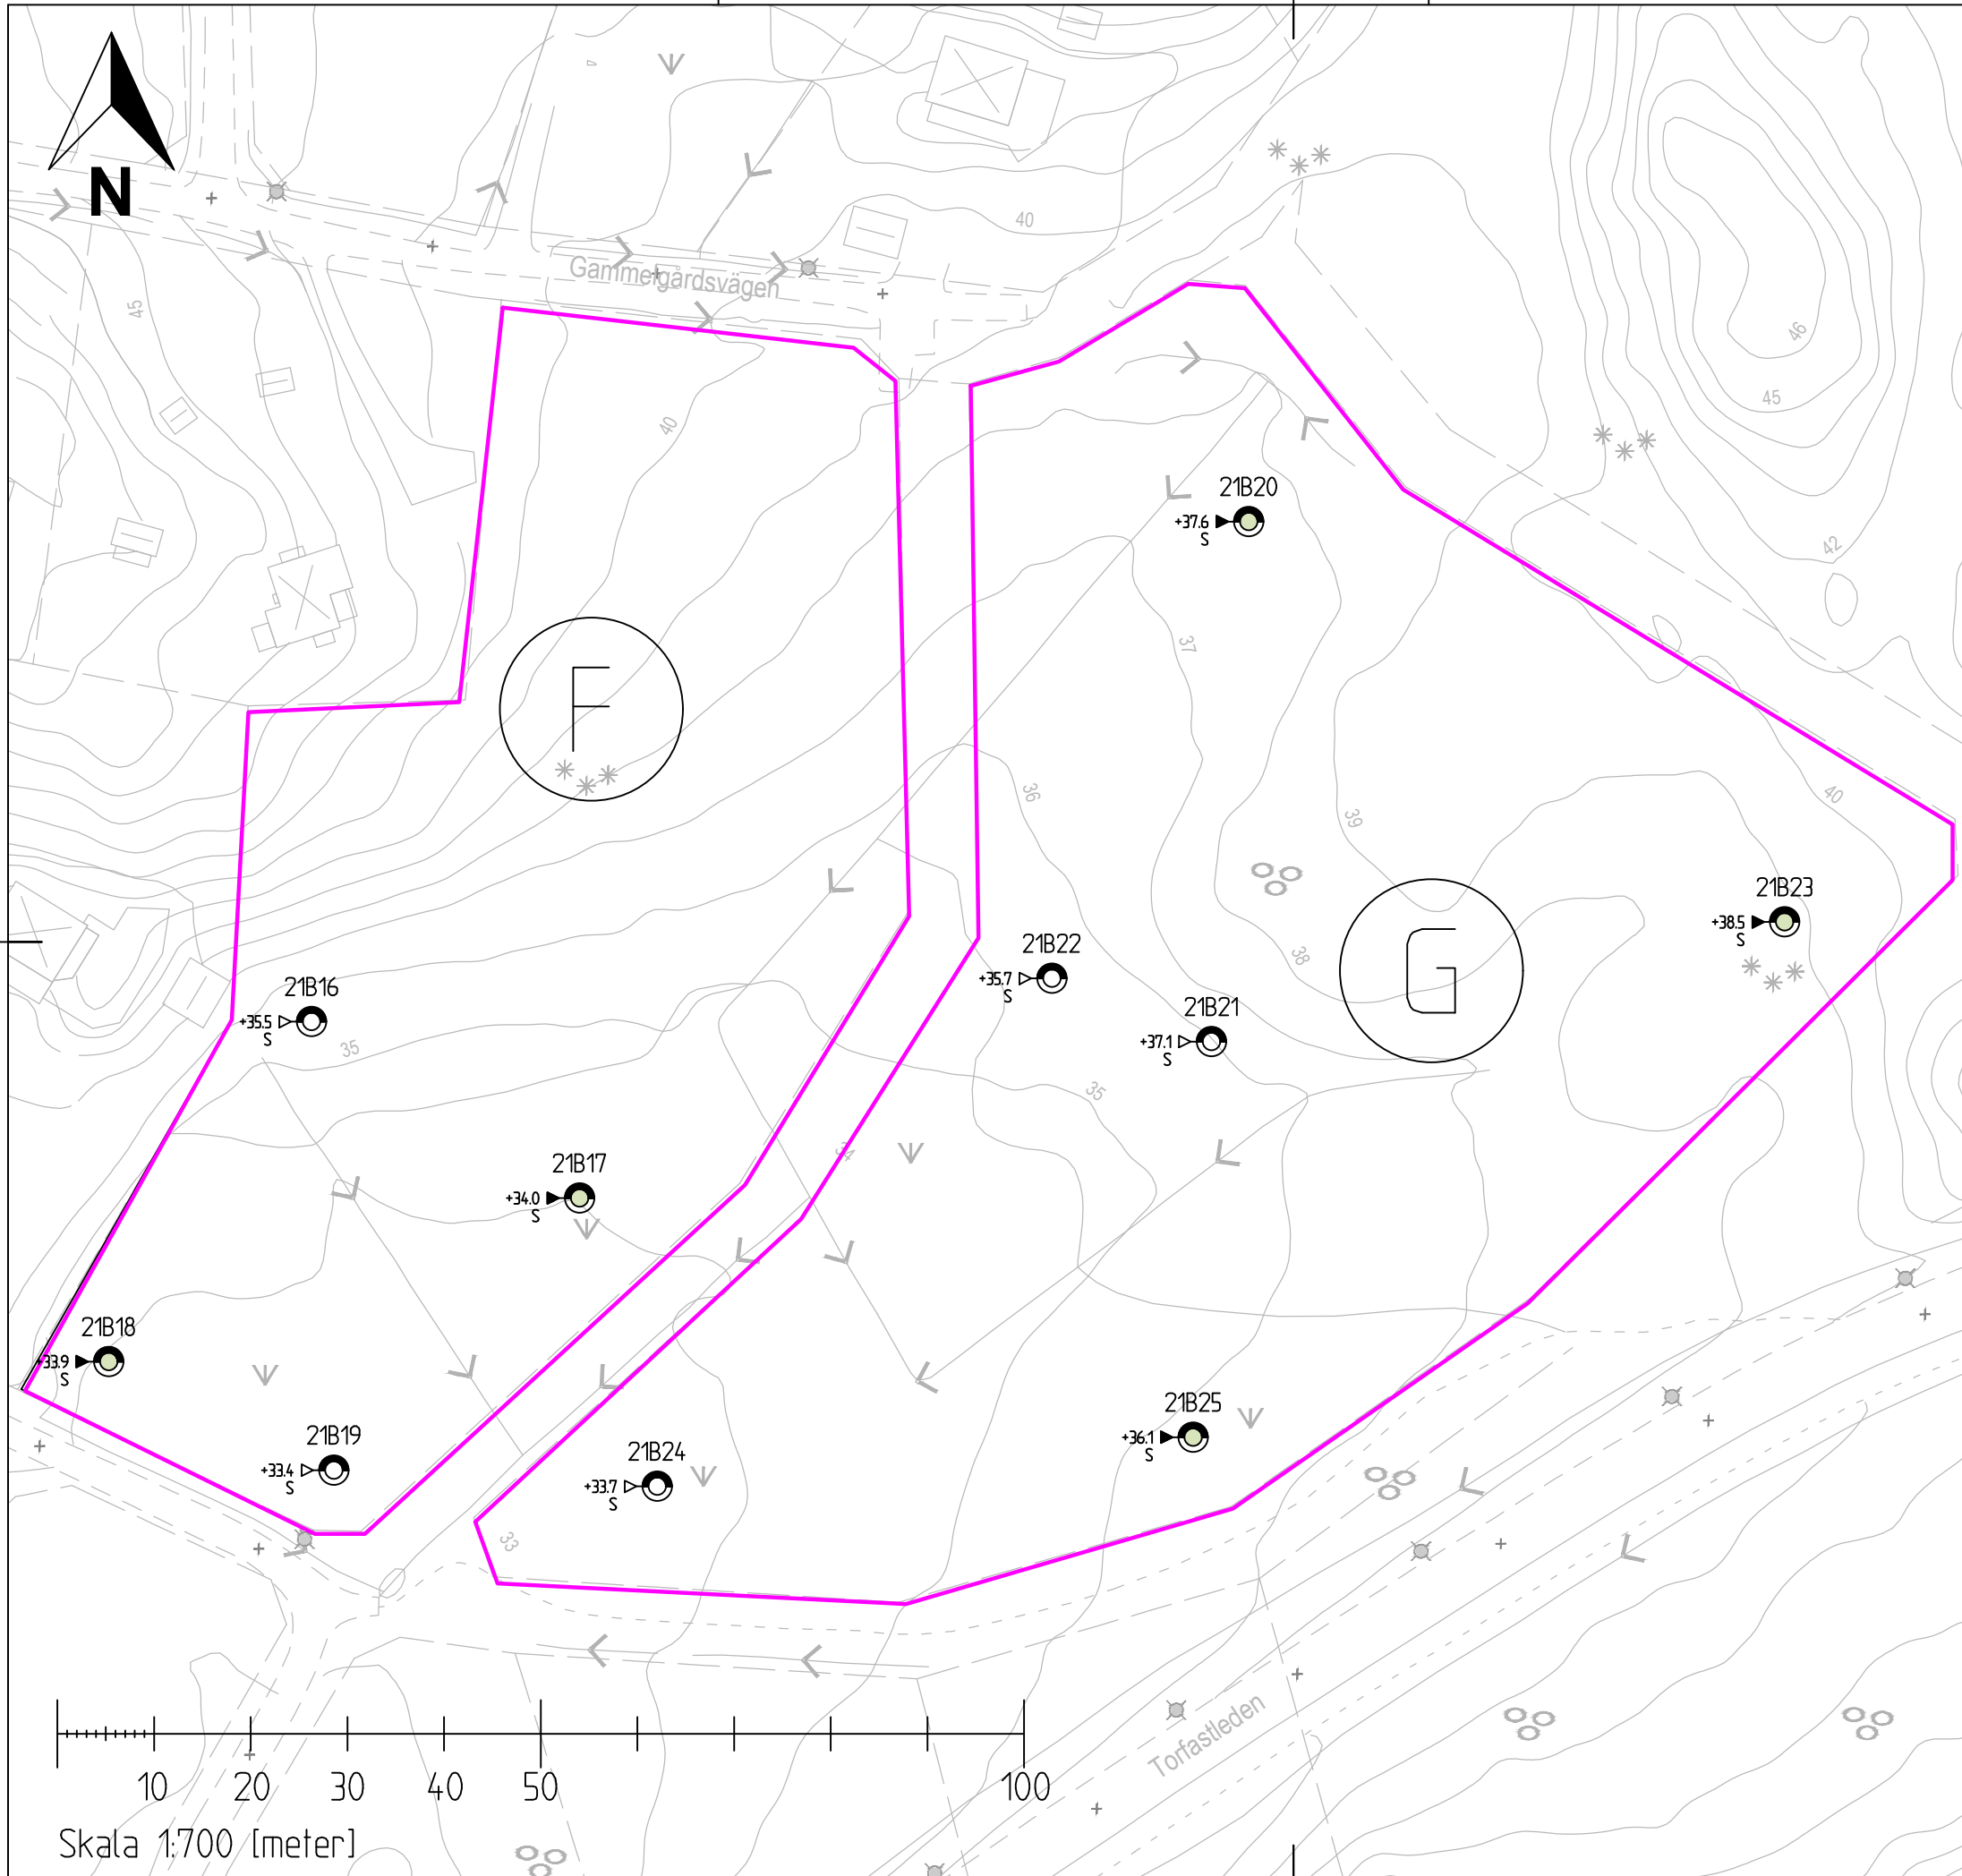 N
40
Gammelgårdsvägen
45
46
45
40
21B20
+37.6
S
42
37
F
36
40
39
21B23
+38.5
S
21B22
+35.7
S
38
G
21B16
+35.5
S
21B21
+37.1
S
35
35
34
21B17
+34.0
S
21B18
+33.9
S
21B25
+36.1
S
21B19
+33.4
S
21B24
+33.7
S
33
Torfastleden
10 20 30 40 50 100
Skala 1:700 [meter]